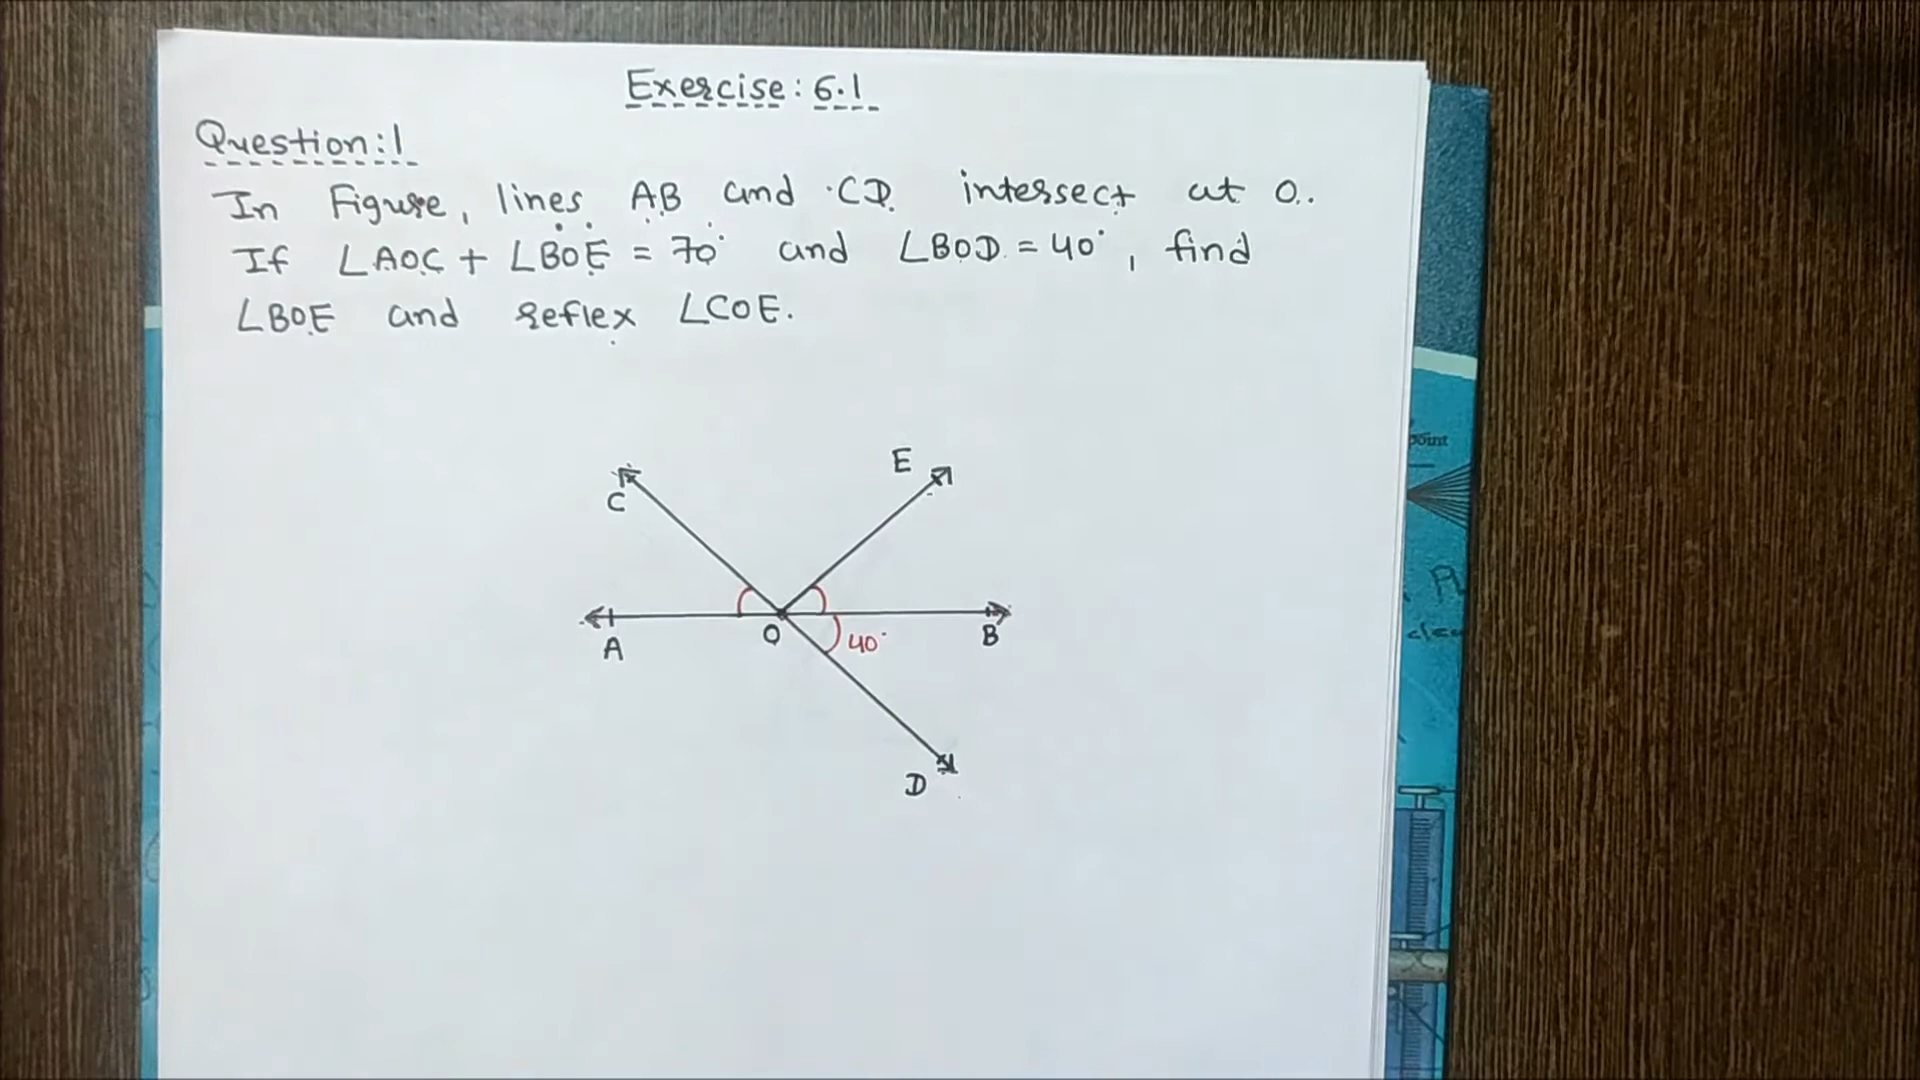 Exercise: 6.1
Question: 1
In Figure, lines AB and CD intersect at O.
If ∠AOC + ∠BOE = 70° and ∠BOD = 40°, find
∠BOE and reflex ∠COE.
E
C
A
O
40°
B
D
point